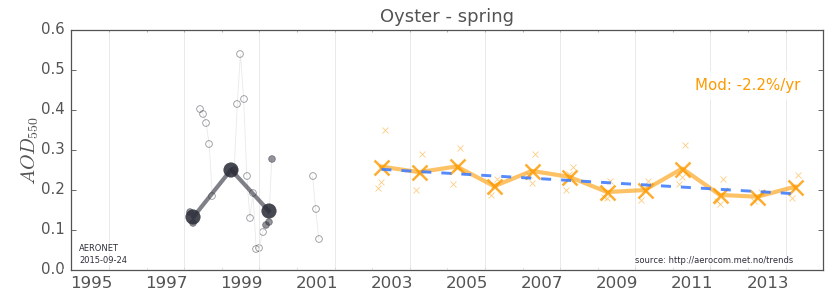 Oyster - spring
0.6
0.5
0.4
0.3
0.2
0.1
0.0
AOD550
Mod: -2.2%/yr
AERONET
2015-09-24
source: http://aerocom.met.no/trends
1995 1997 1999 2001 2003 2005 2007 2009 2011 2013